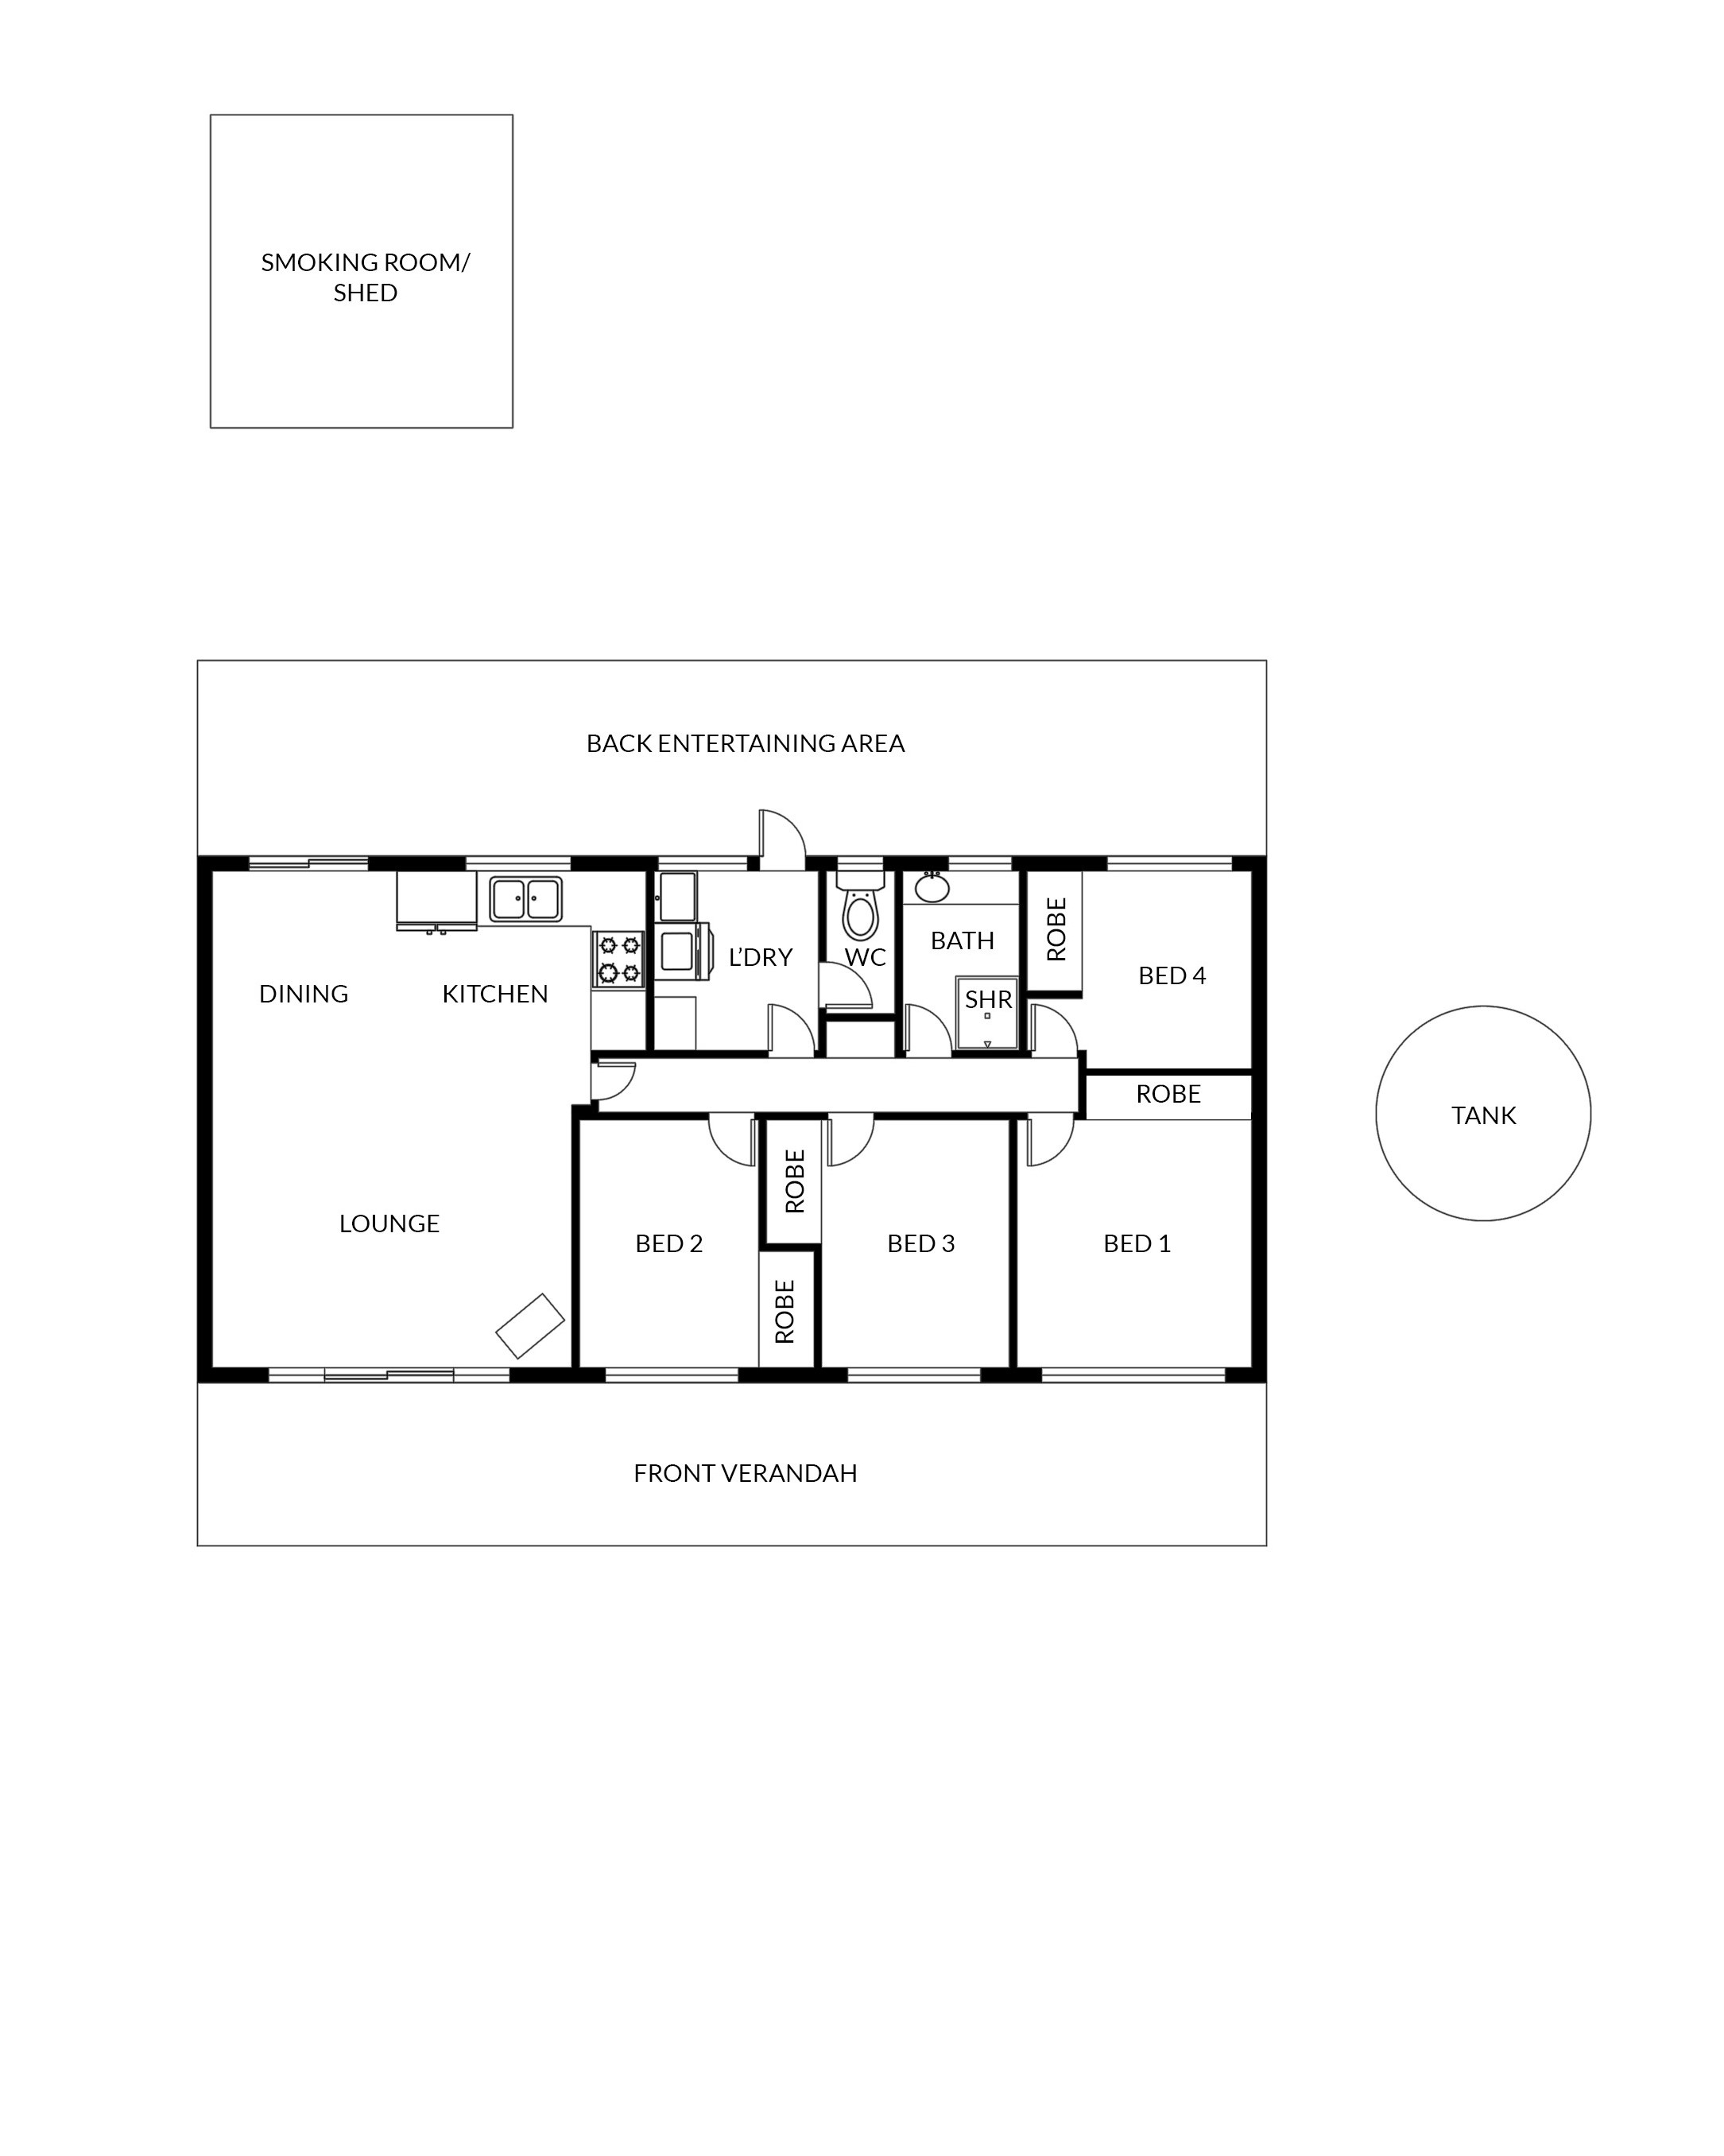 SMOKING ROOM/
SHED
BACK ENTERTAINING AREA
ROBE
BATH
L’DRY
WC
BED 4
DINING
KITCHEN
SHR
ROBE
TANK
ROBE
LOUNGE
BED 2
BED 3
BED 1
ROBE
FRONT VERANDAH